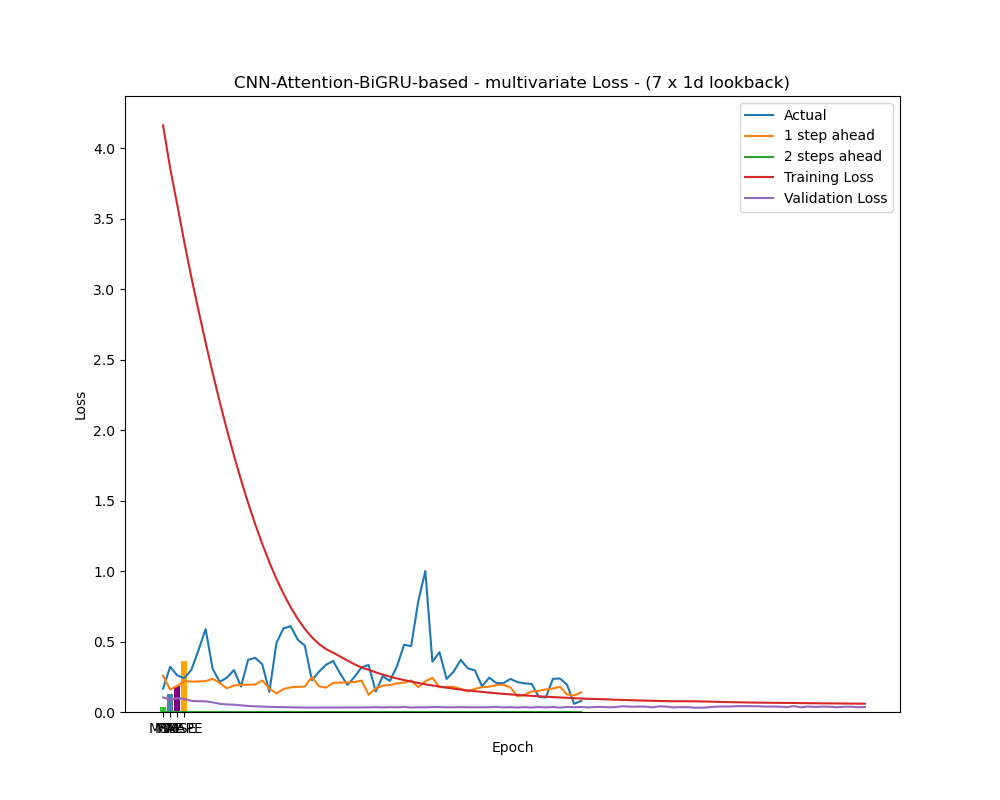 CNN-Attention-BiGRU-based - multivariate Loss - (7 x 1d lookback)
Actual
1 step ahead
2 steps ahead
Training Loss
Validation Loss
4.0
3.5
3.0
2.5
2.0
1.5
1.0
0.5
0.0
Loss
Epoch